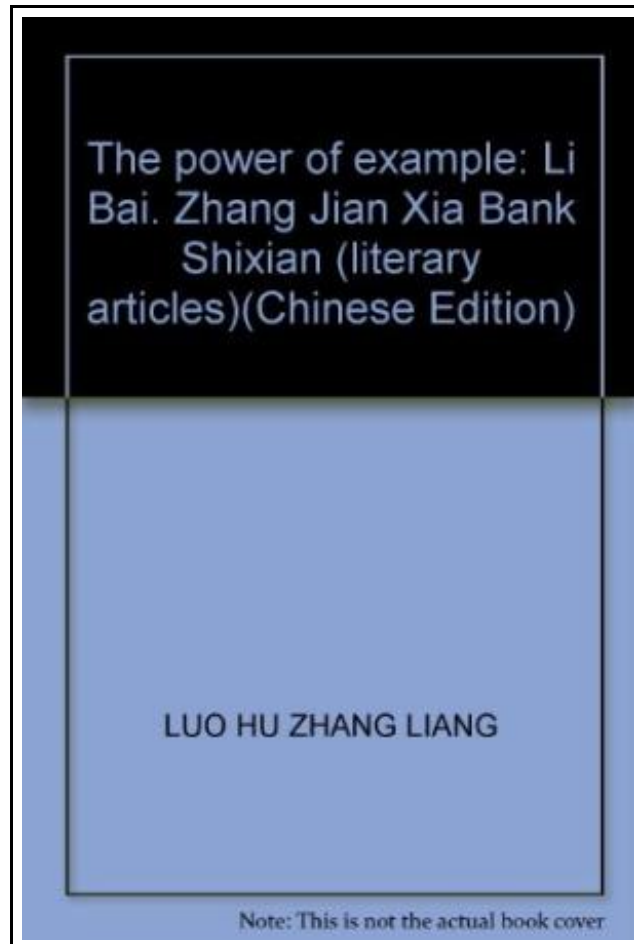 The power of example: Li
Bai. Zhang Jian Xia Bank
Shixian (literary
articles)(Chinese Edition)
LUO HU ZHANG LIANG
Note: This is not the actual book cover